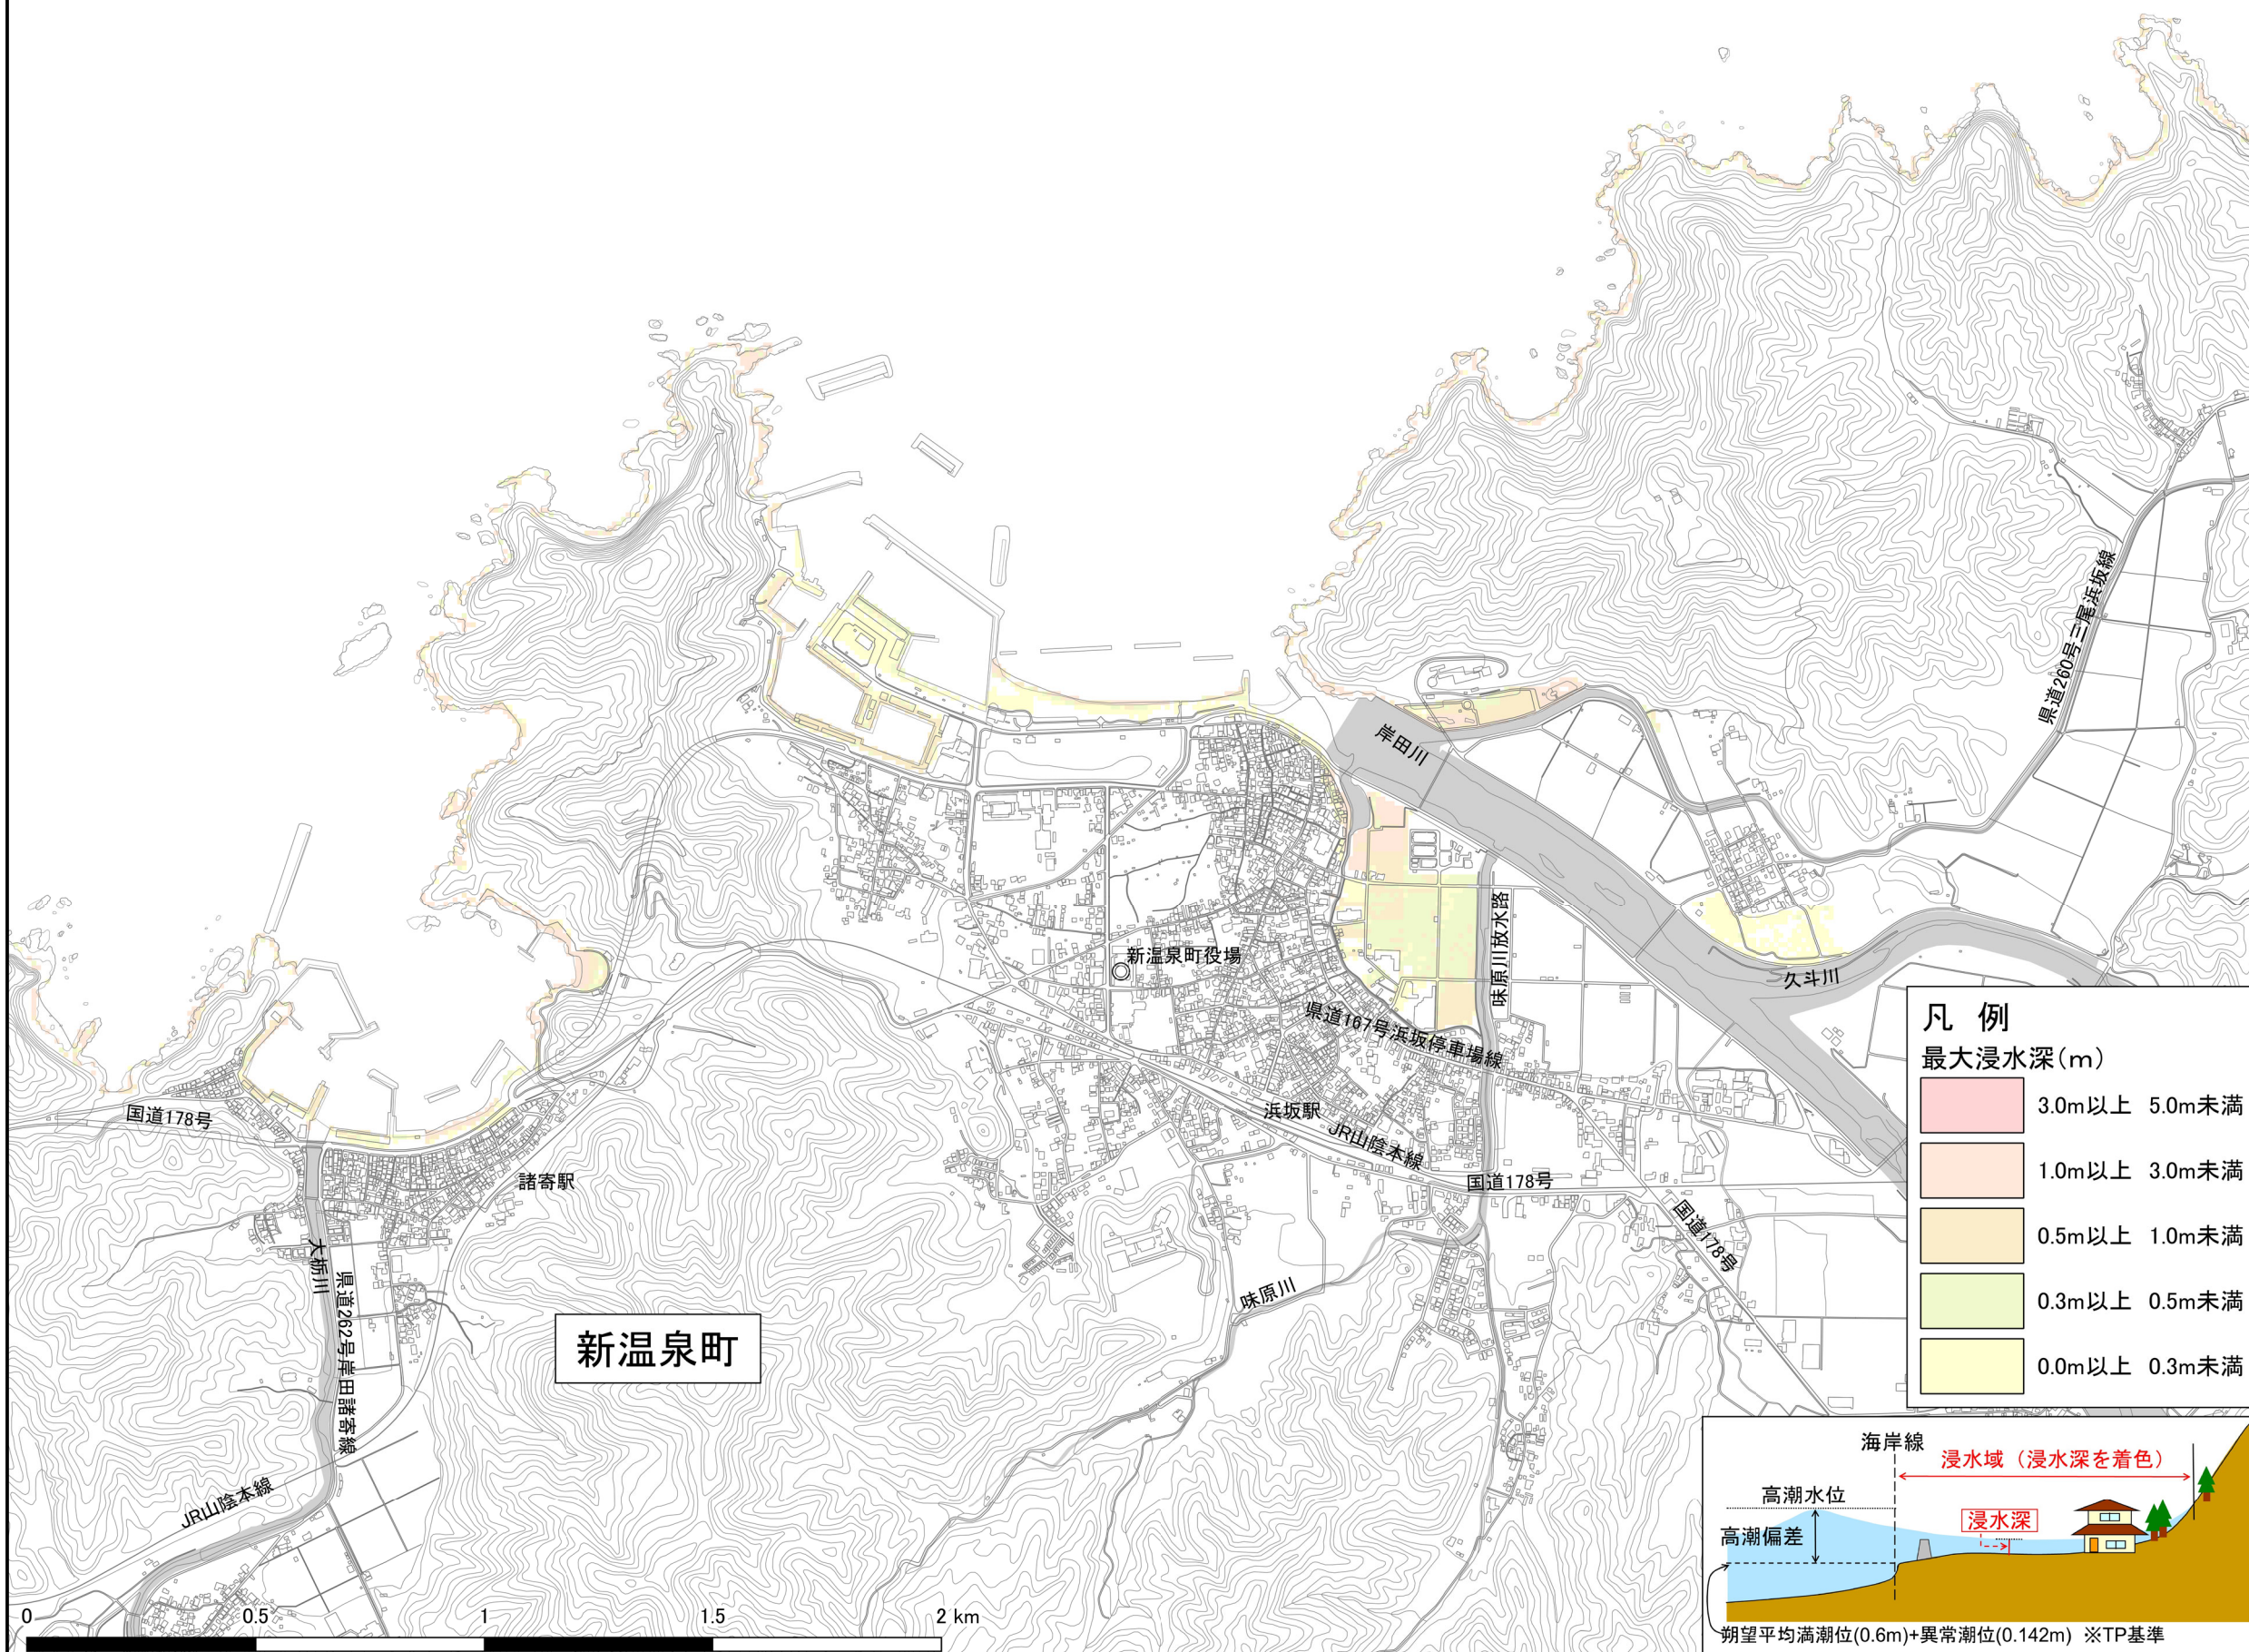 岸田川
県道260号三尾浜坂線
味原川放水路
新温泉町役場
久斗川
県道167号浜坂停車場線
国道178号
浜坂駅
JR山陰本線
諸寄駅
国道178号
国道178号
大栃川
県道262号岸田諸寄線
味原川
新温泉町
JR山陰本線
0
0.5
1
1.5
2 km
凡 例
最大浸水深(m)
3.0m以上 5.0m未満
1.0m以上 3.0m未満
0.5m以上 1.0m未満
0.3m以上 0.5m未満
0.0m以上 0.3m未満
海岸線
浸水域（浸水深を着色）
高潮水位
浸水深
高潮偏差
朔望平均満潮位(0.6m)+異常潮位(0.142m) ※TP基準